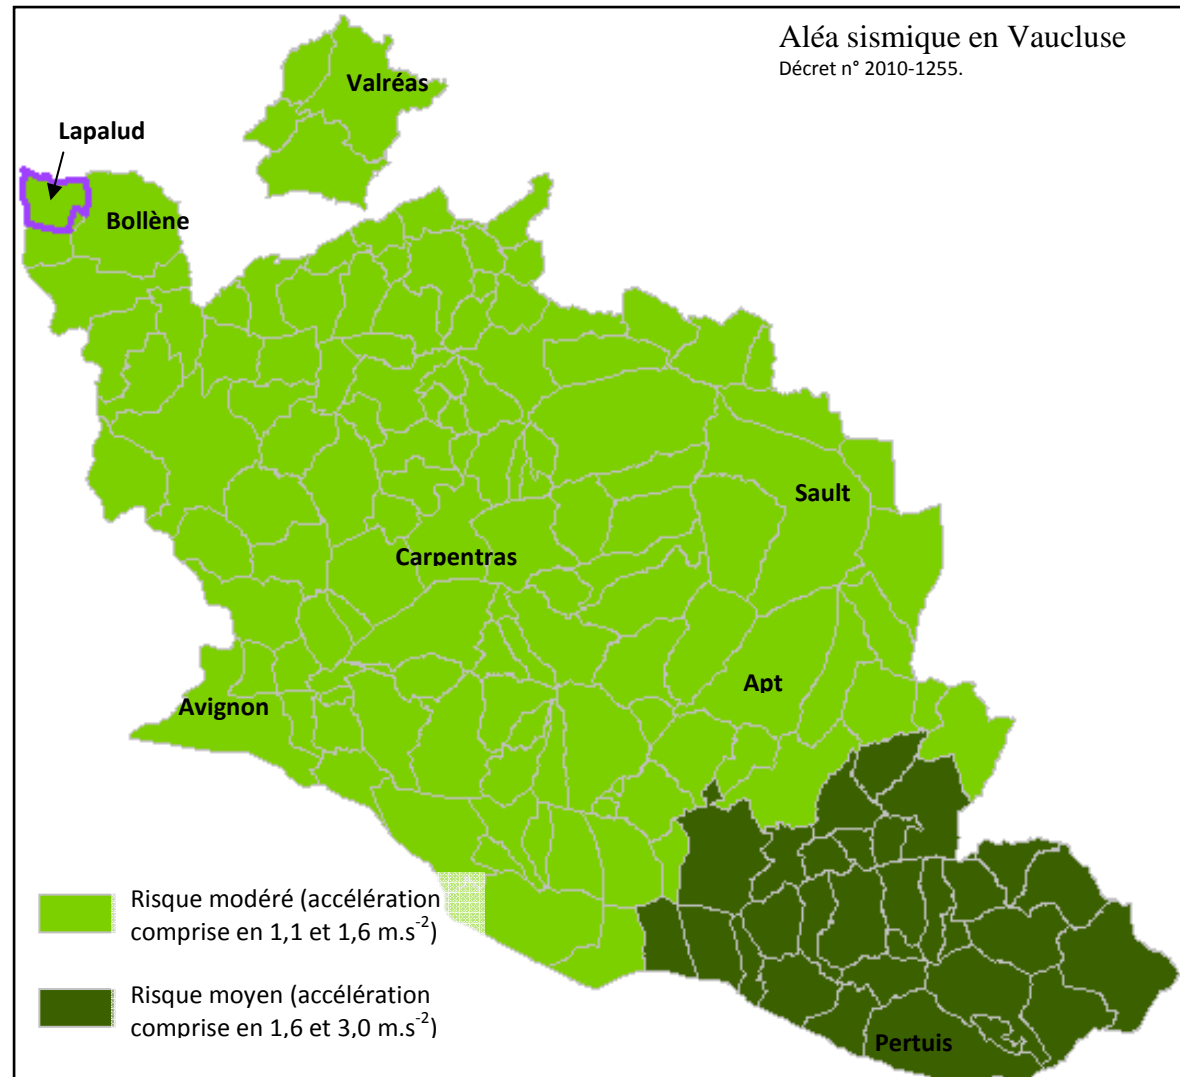 Aléa sismique en Vaucluse
Décret n° 2010-1255.
Valréas
Lapalud
Bollène
Sault
Carpentras
Apt
Avignon
Risque modéré (accélération
comprise en 1,1 et 1,6 m.s⁻²)
Risque moyen (accélération
comprise en 1,6 et 3,0 m.s⁻²)
Pertuis